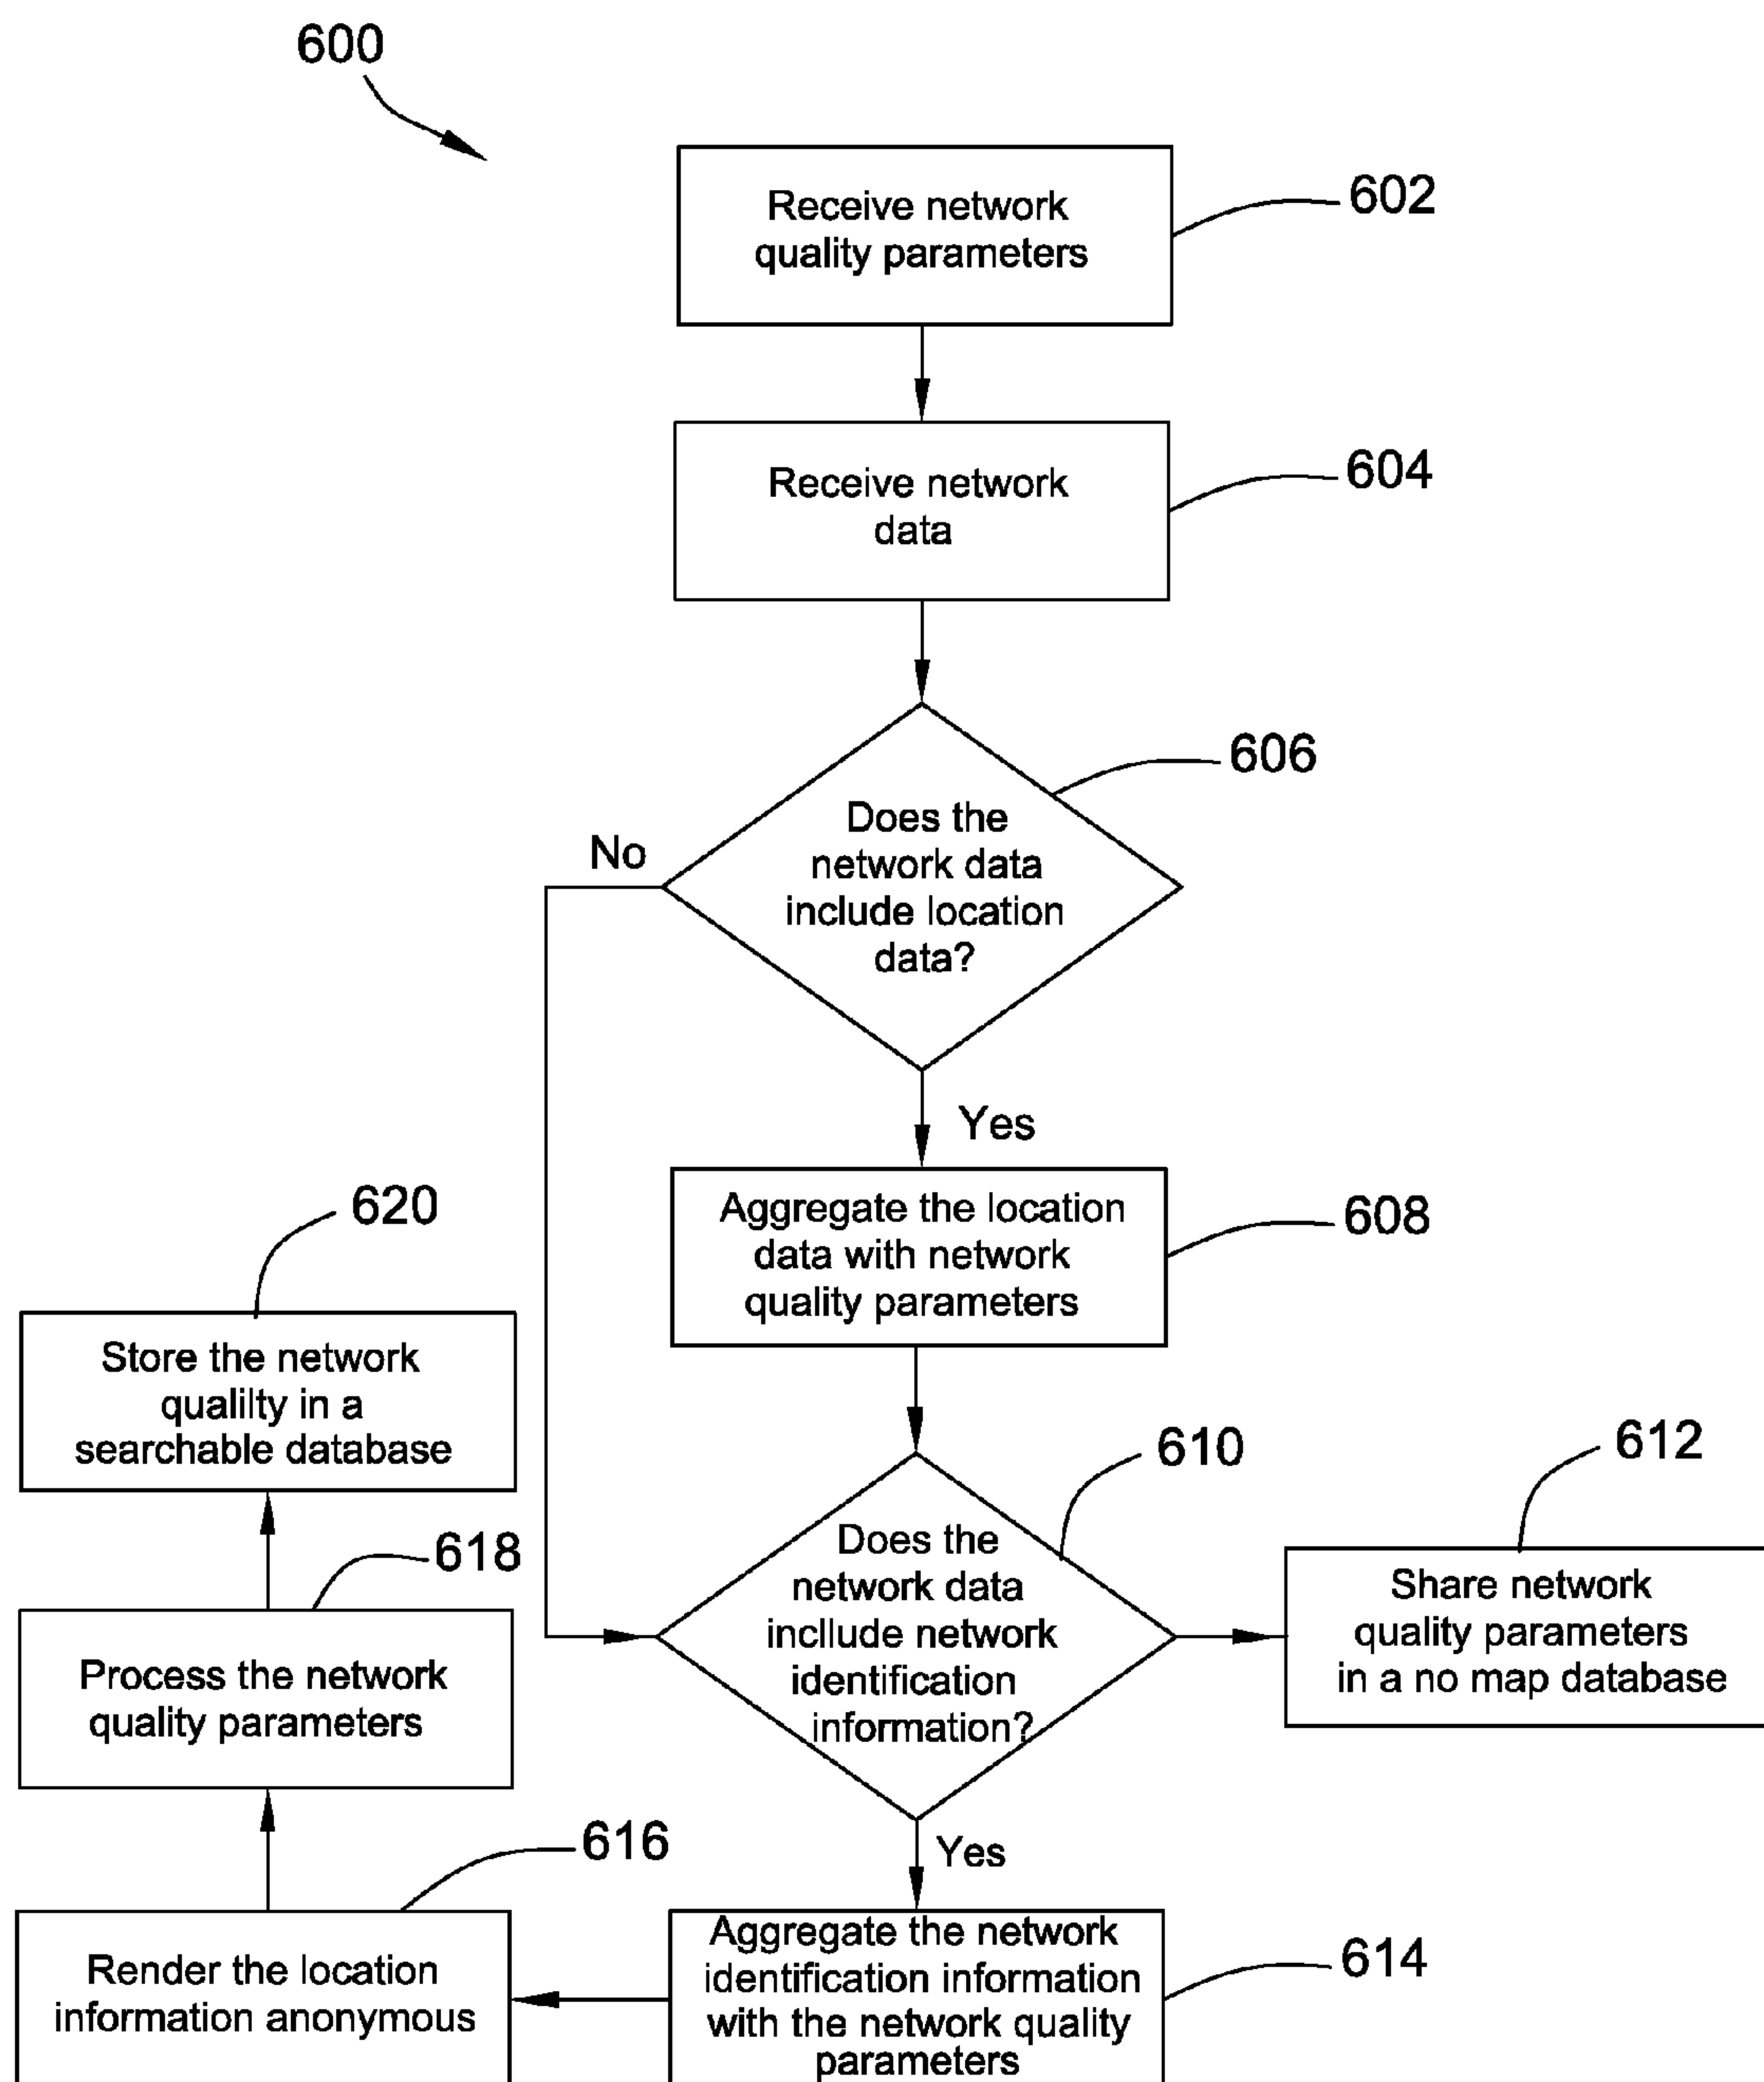 600
Receive network
quality parameters
602
Receive network
data
604
606
Does the
network data
include location
data?
No
Yes
Aggregate the location
data with network
quality parameters
608
620
Store the network
qualilty in a
searchable database
610
612
Does the
network data
incllude network
identification
information?
Share network
quality parameters
in a no map database
618
Process the network
quality parameters
Yes
616
Render the location
information anonymous
Aggregate the network
identification information
with the network quality
parameters
614